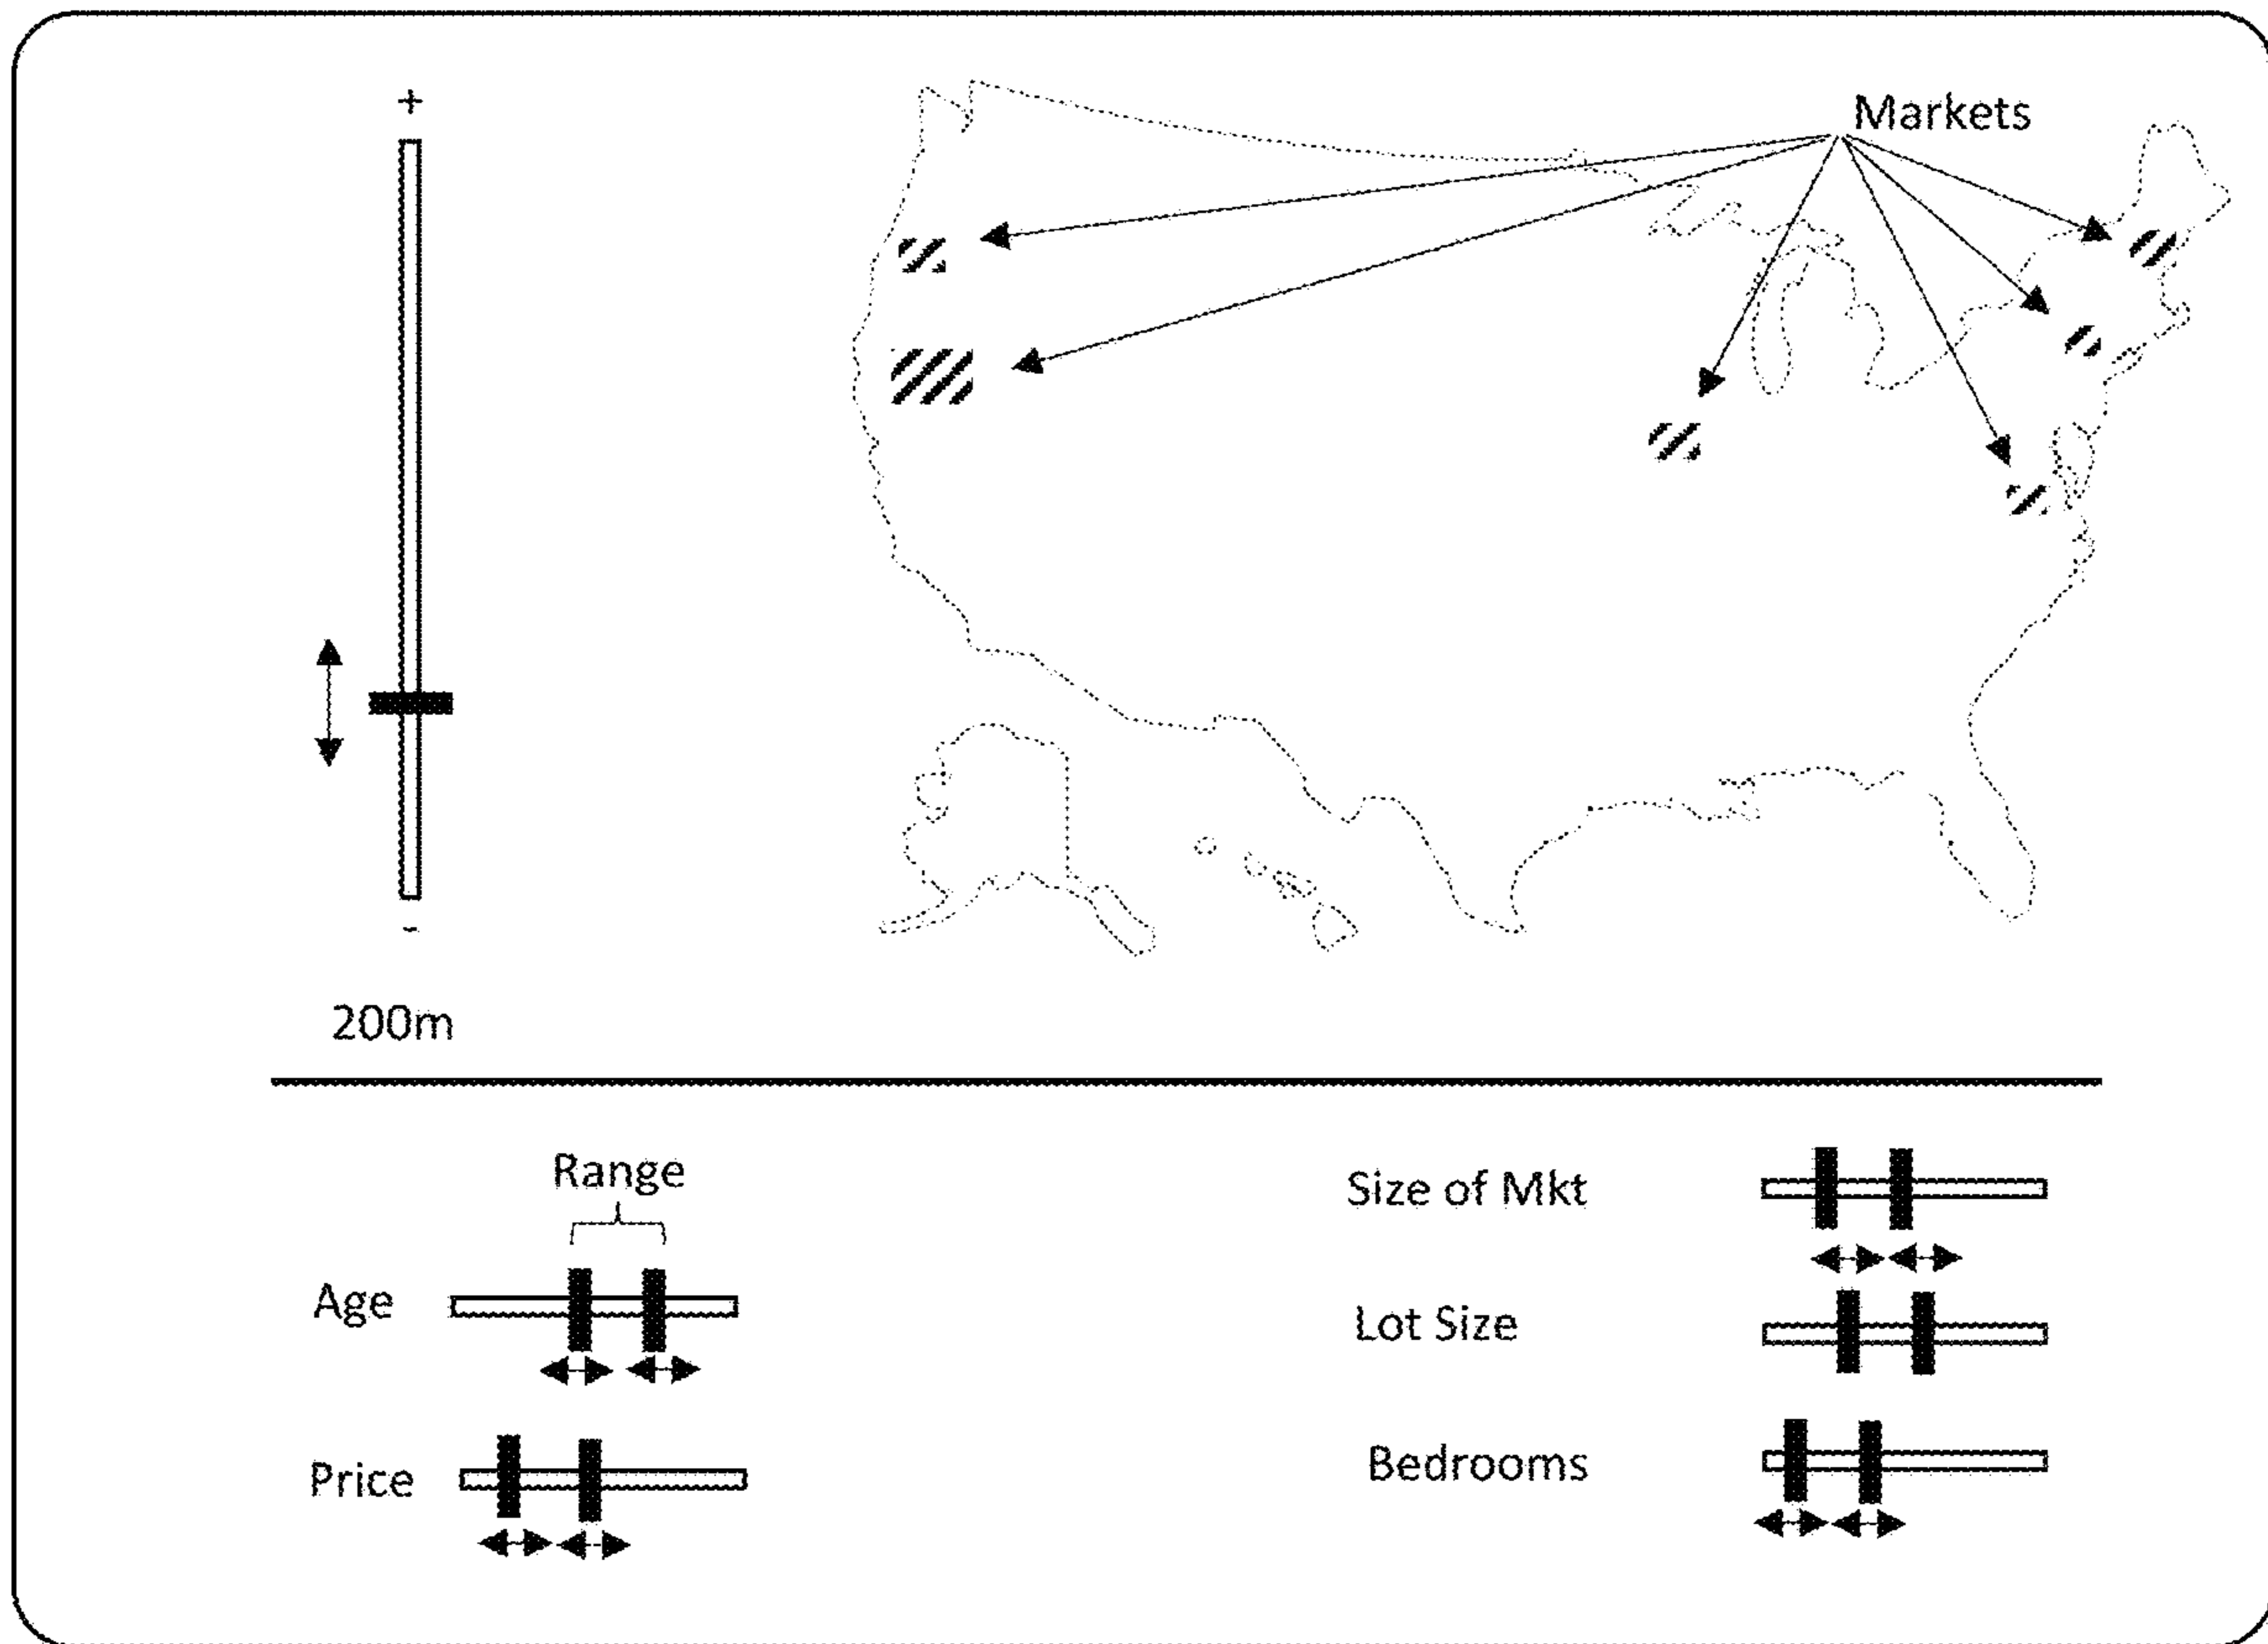 +
Markets
-
200m
Range
Age
Price
Size of Mkt
Lot Size
Bedrooms